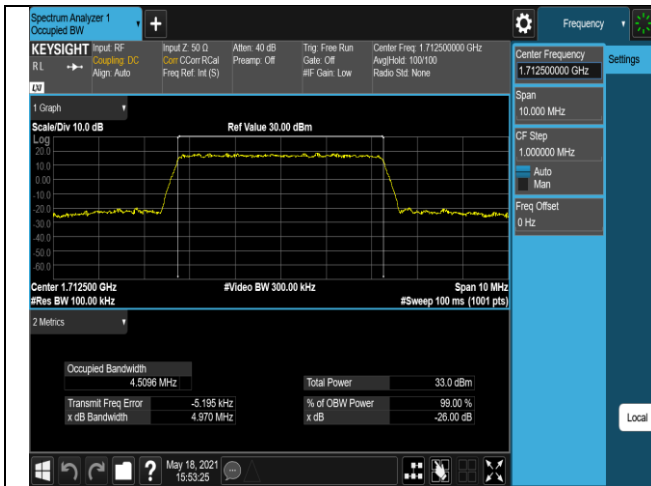 Spectrum Analyzer 1
Occupied BW
Frequency
KEYSIGHT
RL
LXI
Input: RF
Coupling: DC
Align: Auto
Input Z: 50 Ω
Corr CCorr RCal
Freq Ref: Int (S)
Atten: 40 dB
Preamp: Off
Trig: Free Run
Gate: Off
#IF Gain: Low
Center Freq: 1.712500000 GHz
Avg|Hold: 100/100
Radio Std: None
Center Frequency
1.712500000 GHz
Settings
Span
10.000 MHz
CF Step
1.000000 MHz
Auto
Man
Freq Offset
0 Hz
Local
1 Graph
Scale/Div 10.0 dB
Ref Value 30.00 dBm
Log
20.0
10.0
0.00
-10.0
-20.0
-30.0
-40.0
-50.0
-60.0
Center 1.712500 GHz
#Video BW 300.00 kHz
Span 10 MHz
#Res BW 100.00 kHz
#Sweep 100 ms (1001 pts)
2 Metrics
Occupied Bandwidth
4.5096 MHz
Total Power 33.0 dBm
Transmit Freq Error -5.195 kHz
% of OBW Power 99.00 %
x dB Bandwidth 4.970 MHz
x dB -26.00 dB
May 18, 2021
15:53:25